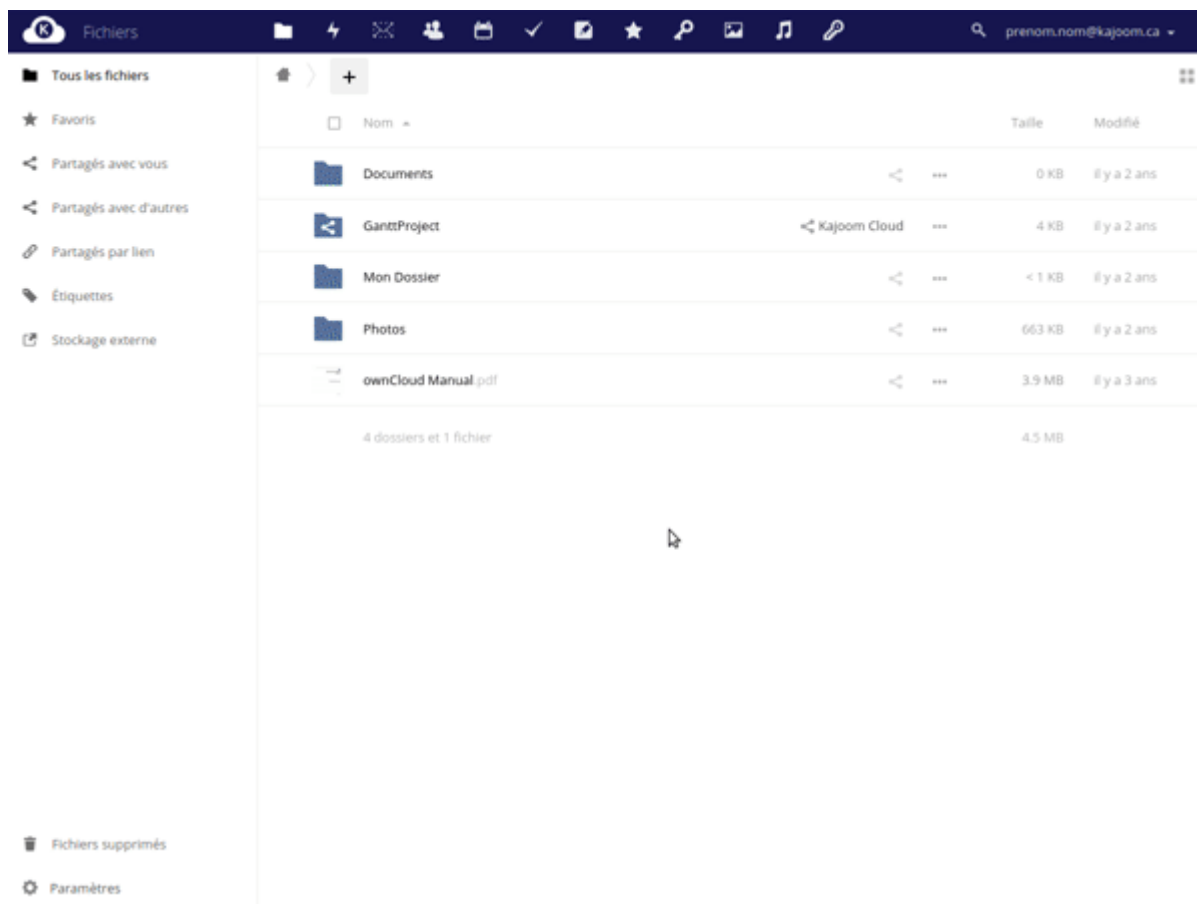 K Fichiers prenom.nom@kajoom.ca
Tous les fichiers +
Favoris Nom Taille Modifié
Partagés avec vous Documents 0 KB il y a 2 ans
Partagés avec d'autres GanttProject Kajoom Cloud 4 KB il y a 2 ans
Partagés par lien Mon Dossier < 1 KB il y a 2 ans
Étiquettes
Stockage externe Photos 663 KB il y a 2 ans
ownCloud Manual.pdf 3.9 MB il y a 3 ans
4 dossiers et 1 fichier 4.5 MB
Fichiers supprimés
Paramètres